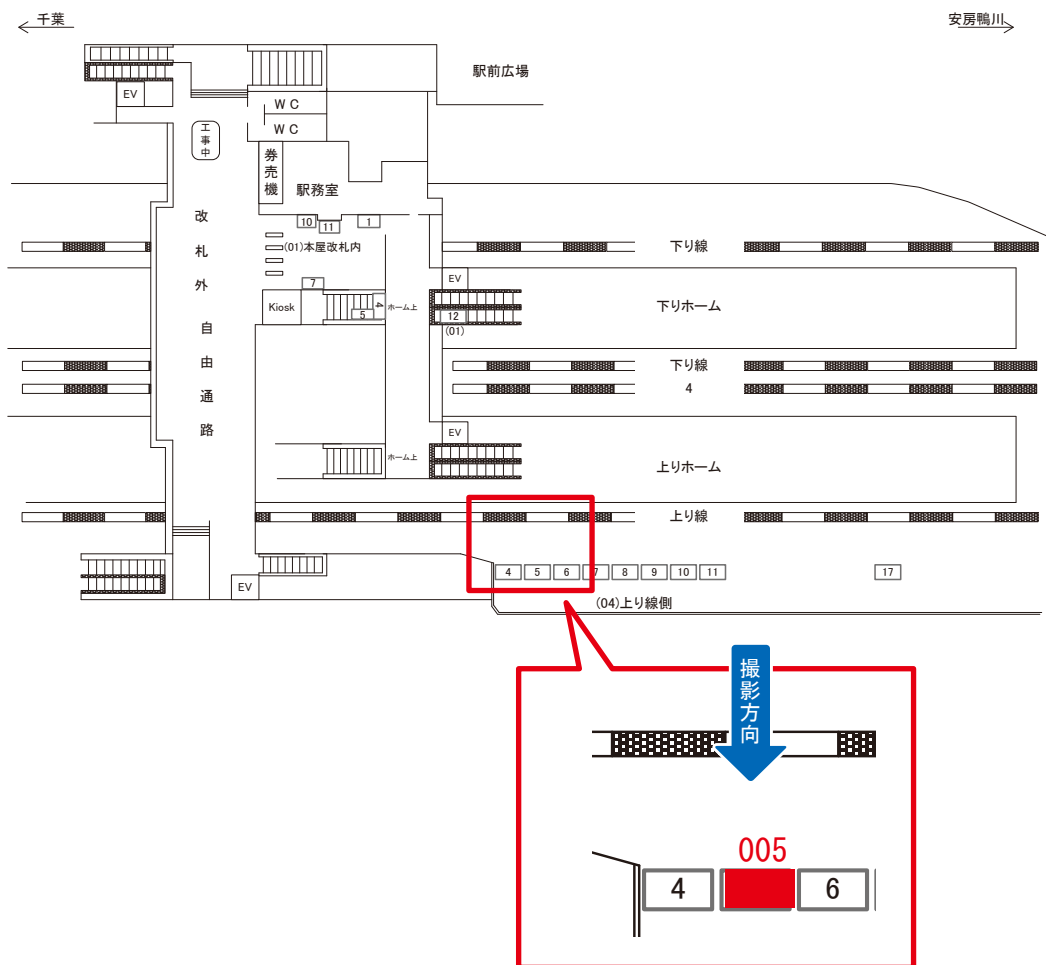 千葉
安房鴨川
駅前広場
EV
WC
WC
工事中
券売機
駅務室
改札外 自由通路
10
11
1
(01)本屋改札内
7
Kiosk
4
5
ホーム上
EV
12
(01)
下り線
下りホーム
下り線
4
EV
ホーム上
上りホーム
上り線
EV
4 5 6 7 8 9 10 11 17
(04)上り線側
撮影方向
005
4 6